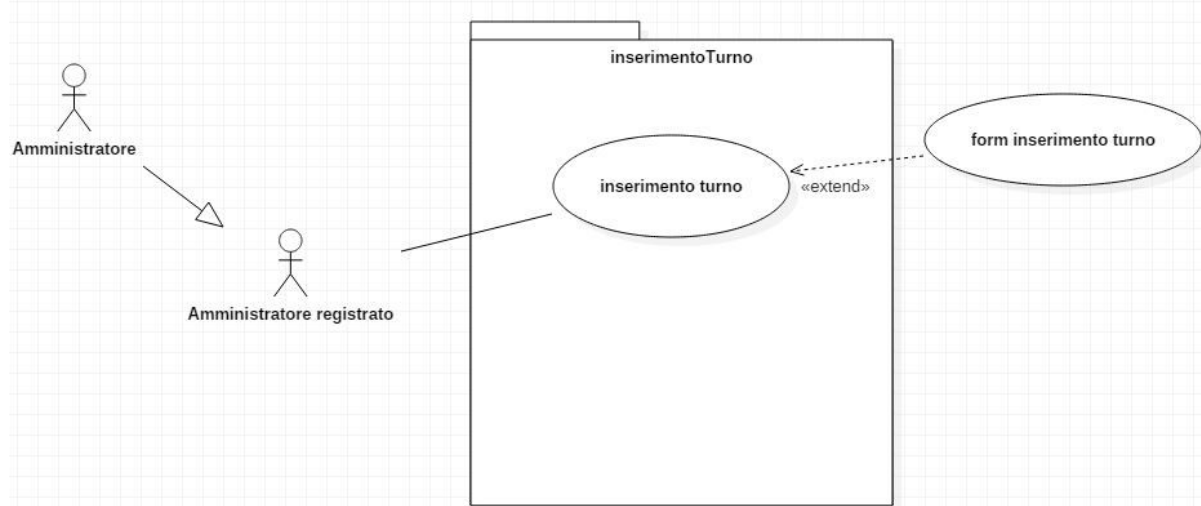 inserimentoTurno
Amministratore
form inserimento turno
inserimento turno
«extend»
Amministratore registrato